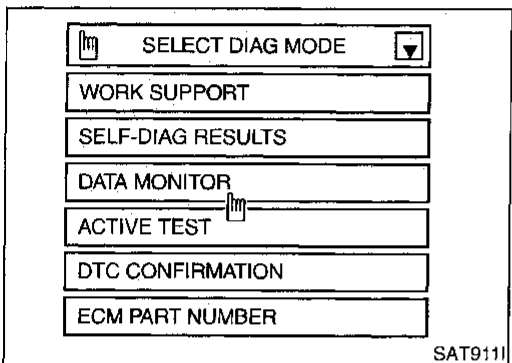 SELECT DIAG MODE
WORK SUPPORT
SELF-DIAG RESULTS
DATA MONITOR
ACTIVE TEST
DTC CONFIRMATION
ECM PART NUMBER
SAT911I